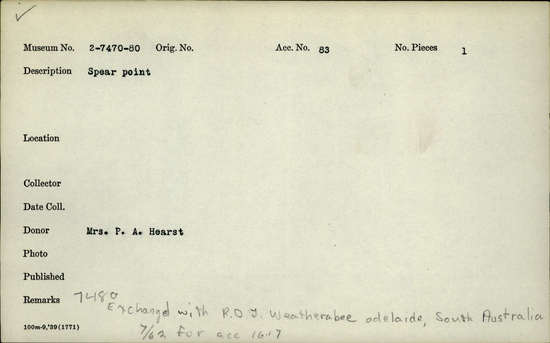 Museum No. 2-7470-80 Orig. No. Acc. No. 83 No. Pieces 1
Description Spear point
Location
Collector
Date Coll.
Donor Mrs. P. A. Hearst
Photo
Published
Remarks 7480
Exchanged with R.D.J. Weatherabee adelaide, South Australia
100m-9,'39(1771) 7/62 for acc 1617